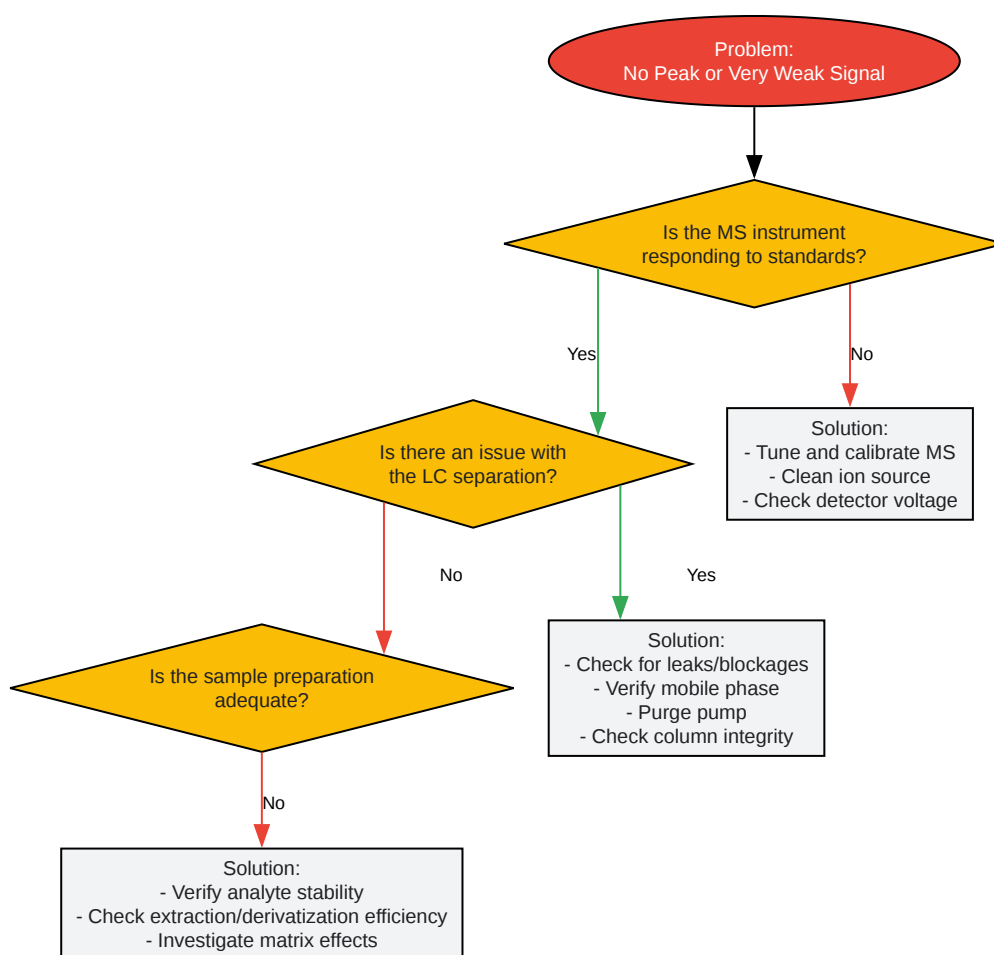 Problem:
No Peak or Very Weak Signal
Is the MS instrument
responding to standards?
Yes
No
Is there an issue with
the LC separation?
Solution:
- Tune and calibrate MS
- Clean ion source
- Check detector voltage
No
Yes
Is the sample preparation
adequate?
Solution:
- Check for leaks/blockages
- Verify mobile phase
- Purge pump
- Check column integrity
No
Solution:
- Verify analyte stability
- Check extraction/derivatization efficiency
- Investigate matrix effects